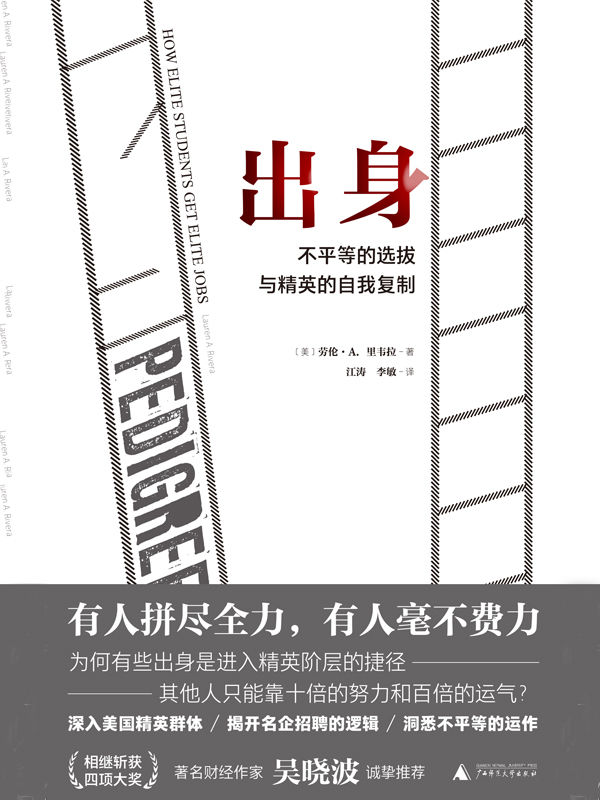 HOW ELITE STUDENTS GET ELITE JOBS
PEDIGREE
Lauren A. Rivera
出身
不平等的选拔
与精英的自我复制
〔美〕劳伦·A. 里韦拉-著
江涛 李敏-译
有人拼尽全力，有人毫不费力
为何有些出身是进入精英阶层的捷径
其他人只能靠十倍的努力和百倍的运气？
深入美国精英群体 / 揭开名企招聘的逻辑 / 洞悉不平等的运作
相继斩获
四项大奖
著名财经作家 吴晓波 诚挚推荐
广西师范大学出版社